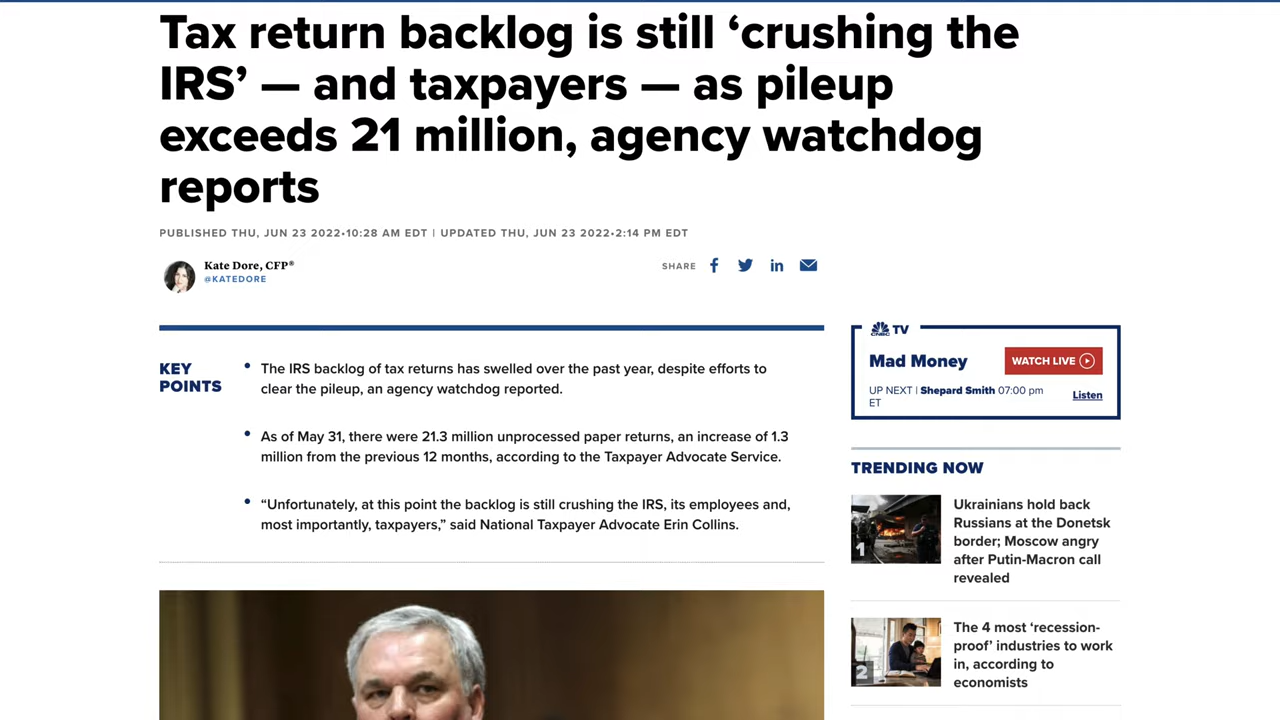 Tax return backlog is still ‘crushing the
IRS’ — and taxpayers — as pileup
exceeds 21 million, agency watchdog
reports
PUBLISHED THU, JUN 23 2022•10:28 AM EDT | UPDATED THU, JUN 23 2022•2:14 PM EDT
Kate Dore, CFP®
@KATEDORE
SHARE
KEY
POINTS
The IRS backlog of tax returns has swelled over the past year, despite efforts to
clear the pileup, an agency watchdog reported.
As of May 31, there were 21.3 million unprocessed paper returns, an increase of 1.3
million from the previous 12 months, according to the Taxpayer Advocate Service.
“Unfortunately, at this point the backlog is still crushing the IRS, its employees and,
most importantly, taxpayers,” said National Taxpayer Advocate Erin Collins.
CNBC TV
Mad Money
WATCH LIVE
UP NEXT | Shepard Smith 07:00 pm
ET
Listen
TRENDING NOW
1
Ukrainians hold back
Russians at the Donetsk
border; Moscow angry
after Putin-Macron call
revealed
2
The 4 most ‘recession-
proof’ industries to work
in, according to
economists